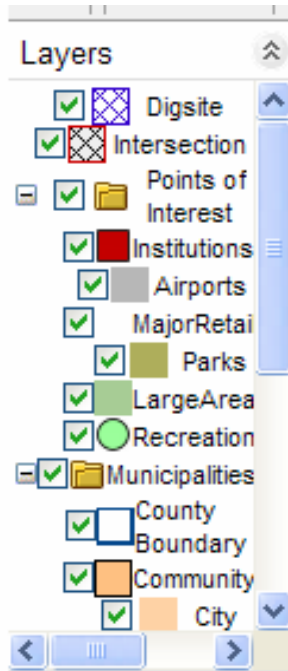 Layers
Digsite
Intersection
Points of
Interest
Institutions
Airports
MajorRetai
Parks
LargeArea
Recreation
Municipalities
County
Boundary
Community
City